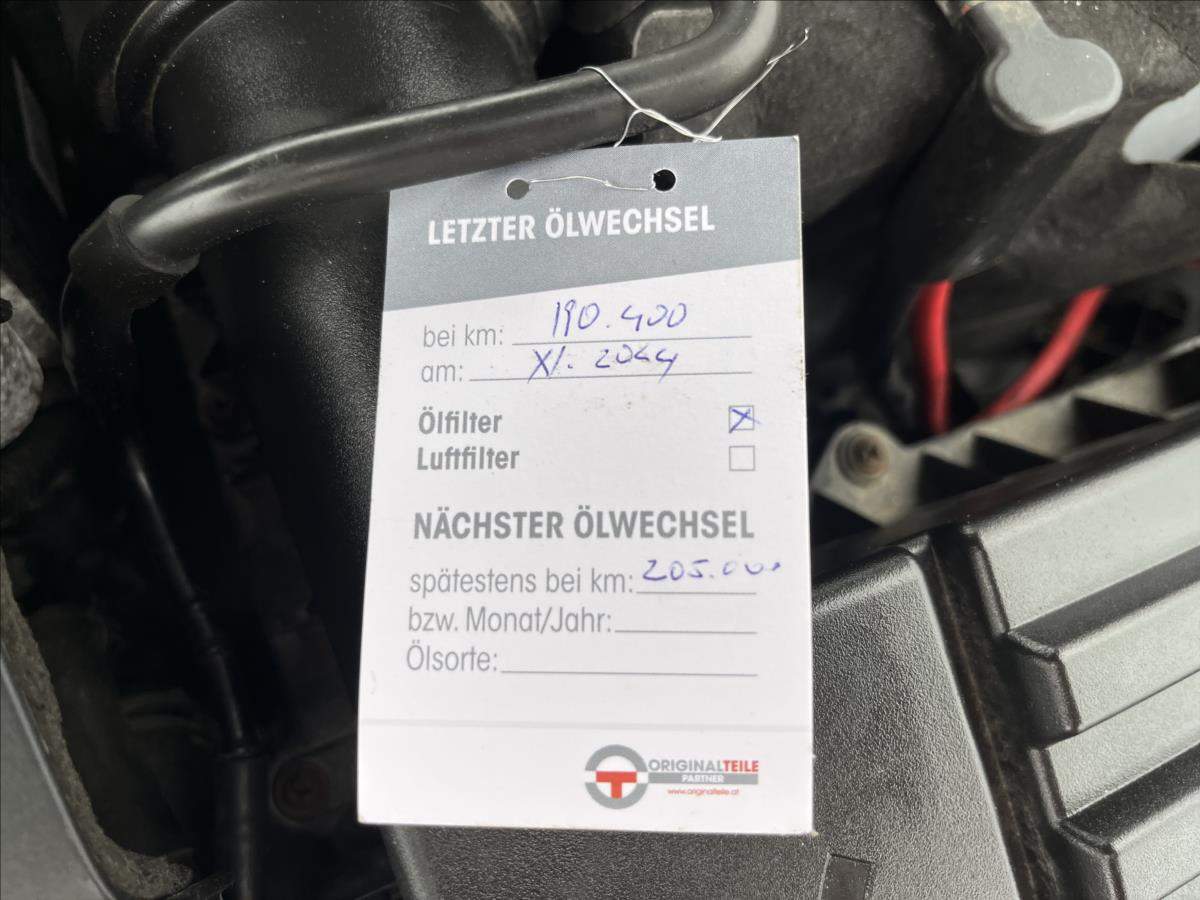 LETZTER ÖLWECHSEL
bei km: 190.400
am: XI. 2024
Ölfilter
Luftfilter
NÄCHSTER ÖLWECHSEL
spätestens bei km: 205.000
bzw. Monat/Jahr:
Ölsorte:
ORIGINALTEILE
PARTNER
www.originalteile.at